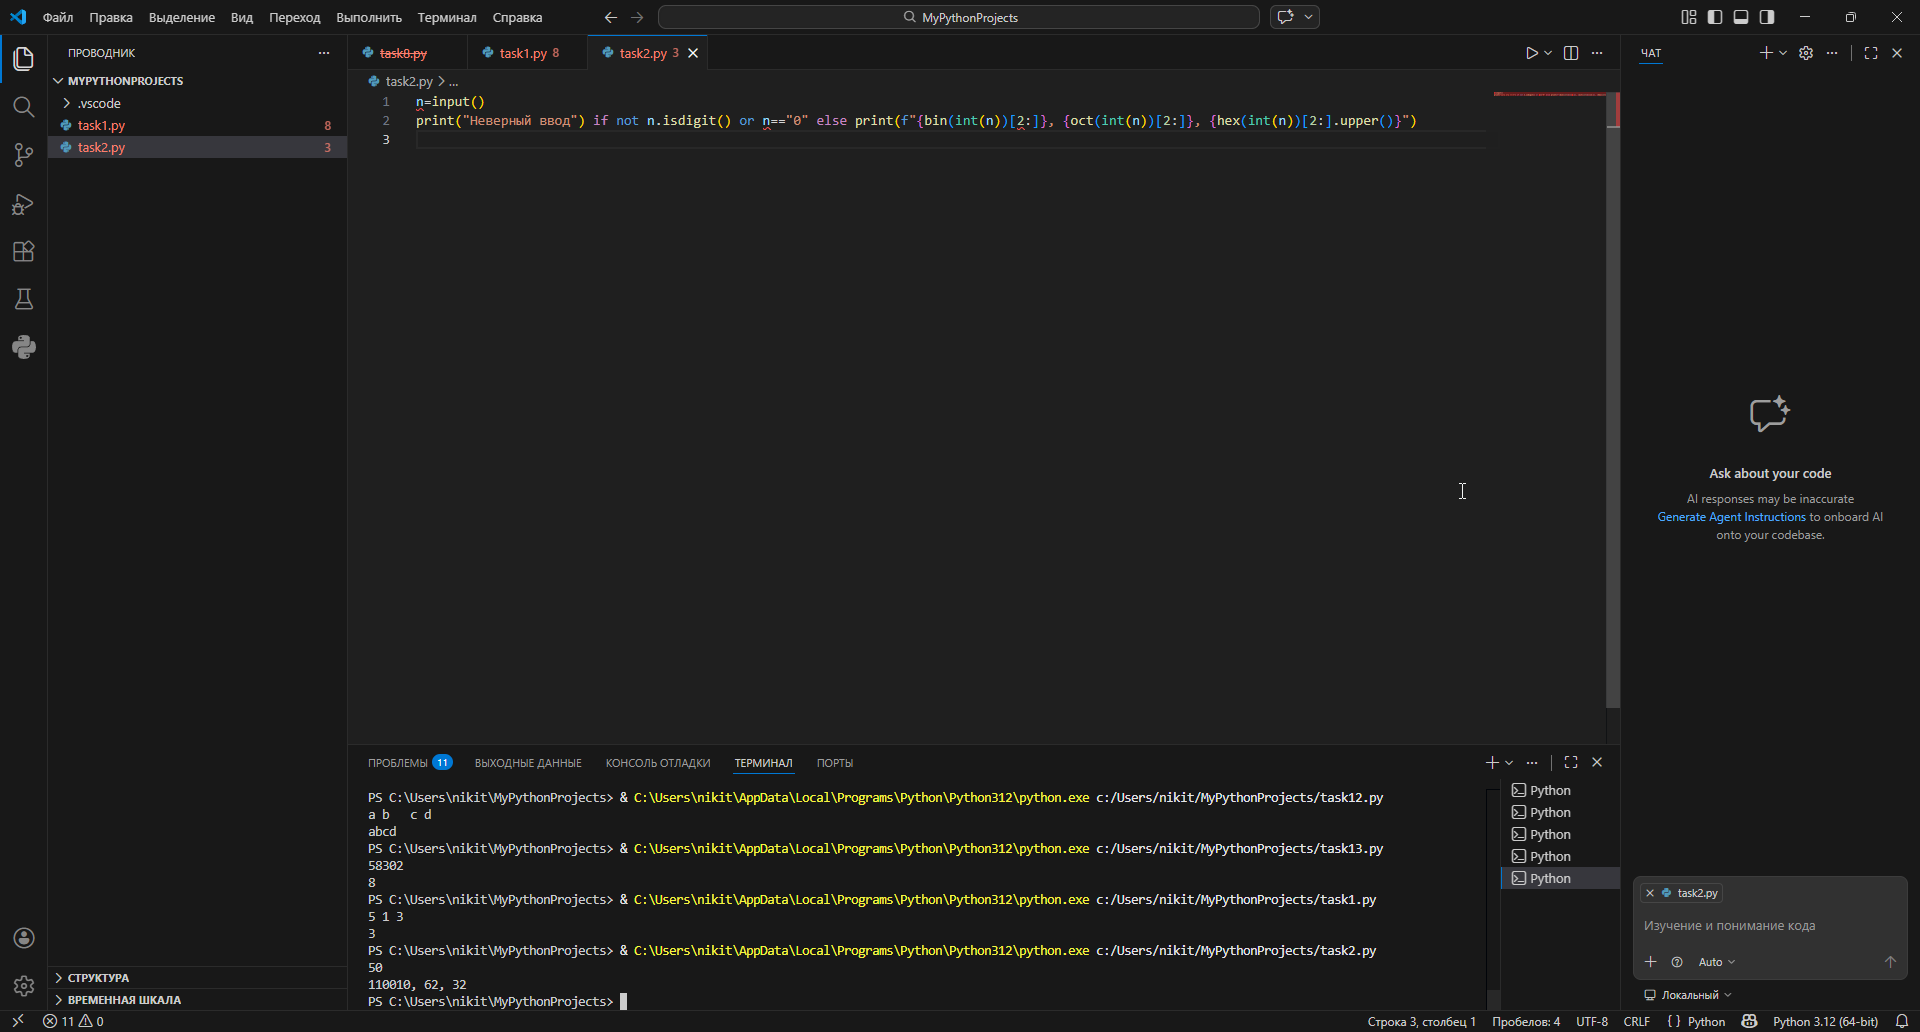 Файл Правка Выделение Вид Переход Выполнить Терминал Справка MyPythonProjects
ПРОВОДНИК
MYPYTHONPROJECTS
.vscode
task1.py 8
task2.py 3
СТРУКТУРА
ВРЕМЕННАЯ ШКАЛА
task8.py task1.py 8 task2.py 3
task2.py > ...
1 n=input()
2 print("Неверный ввод") if not n.isdigit() or n=="0" else print(f"{bin(int(n))[2:]}, {oct(int(n))[2:]}, {hex(int(n))[2:].upper()}")
3
ПРОБЛЕМЫ 11 ВЫХОДНЫЕ ДАННЫЕ КОНСОЛЬ ОТЛАДКИ ТЕРМИНАЛ ПОРТЫ
PS C:\Users\nikit\MyPythonProjects> & C:\Users\nikit\AppData\Local\Programs\Python\Python312\python.exe c:/Users/nikit/MyPythonProjects/task12.py
a b   c d
abcd
PS C:\Users\nikit\MyPythonProjects> & C:\Users\nikit\AppData\Local\Programs\Python\Python312\python.exe c:/Users/nikit/MyPythonProjects/task13.py
58302
8
PS C:\Users\nikit\MyPythonProjects> & C:\Users\nikit\AppData\Local\Programs\Python\Python312\python.exe c:/Users/nikit/MyPythonProjects/task1.py
5 1 3
3
PS C:\Users\nikit\MyPythonProjects> & C:\Users\nikit\AppData\Local\Programs\Python\Python312\python.exe c:/Users/nikit/MyPythonProjects/task2.py
50
110010, 62, 32
PS C:\Users\nikit\MyPythonProjects>
Python
Python
Python
Python
Python
ЧАТ
Ask about your code
AI responses may be inaccurate
Generate Agent Instructions to onboard AI
onto your codebase.
task2.py
Изучение и понимание кода
Auto
Локальный
11 0 Строка 3, столбец 1 Пробелов: 4 UTF-8 CRLF { } Python Python 3.12 (64-bit)